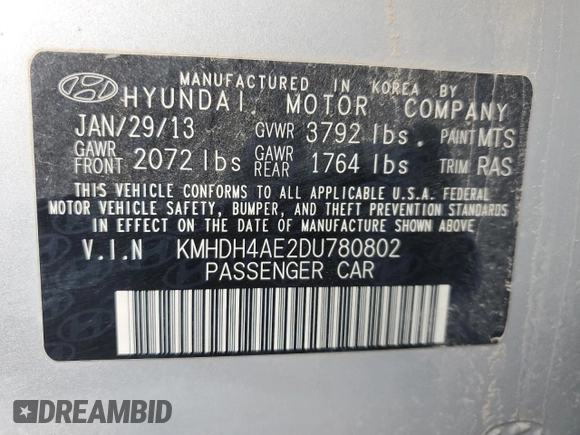 MANUFACTURED IN KOREA BY
HYUNDAI MOTOR COMPANY
JAN/29/13 GVWR 3792 lbs. PAINT MTS
GAWR FRONT 2072 lbs GAWR REAR 1764 lbs TRIM RAS
THIS VEHICLE CONFORMS TO ALL APPLICABLE U.S.A. FEDERAL
MOTOR VEHICLE SAFETY, BUMPER, AND THEFT PREVENTION STANDARDS
IN EFFECT ON THE DATE OF MANUFACTURE SHOWN ABOVE
V.I.N KMHDH4AE2DU780802
PASSENGER CAR
DREAMBID